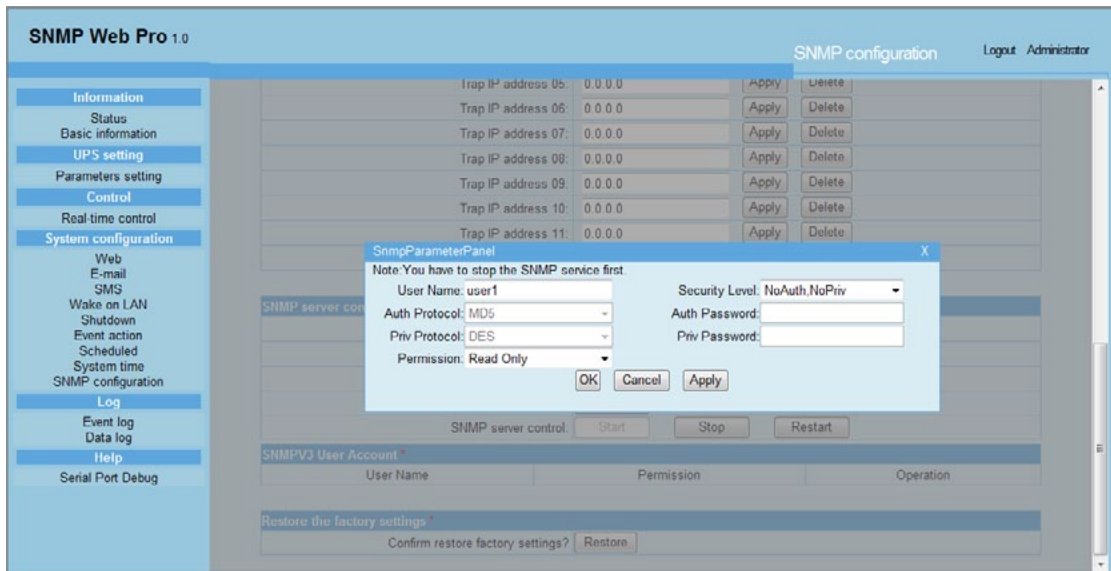 SNMP Web Pro 1.0
SNMP configuration
Logout Administrator
Information
Status
Basic information
UPS setting
Parameters setting
Control
Real-time control
System configuration
Web
E-mail
SMS
Wake on LAN
Shutdown
Event action
Scheduled
System time
SNMP configuration
Log
Event log
Data log
Help
Serial Port Debug
Trap IP address 05: 0.0.0.0 Apply Delete
Trap IP address 06: 0.0.0.0 Apply Delete
Trap IP address 07: 0.0.0.0 Apply Delete
Trap IP address 08: 0.0.0.0 Apply Delete
Trap IP address 09: 0.0.0.0 Apply Delete
Trap IP address 10: 0.0.0.0 Apply Delete
Trap IP address 11: 0.0.0.0 Apply Delete
SnmpParameterPanel X
Note:You have to stop the SNMP service first.
User Name: user1 Security Level: NoAuth,NoPriv
Auth Protocol: MD5 Auth Password:
Priv Protocol: DES Priv Password:
Permission: Read Only
OK Cancel Apply
SNMP server con
SNMP server control: Start Stop Restart
SNMPV3 User Account *
User Name Permission Operation
Restore the factory settings *
Confirm restore factory settings? Restore